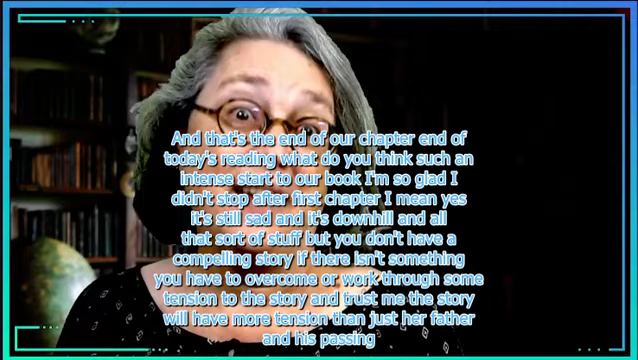 And that's the end of our chapter end of
today's reading what do you think such an
intense start to our book I'm so glad I
didn't stop after first chapter I mean yes
it's still sad and it's downhill and all
that sort of stuff but you don't have a
compelling story if there isn't something
you have to overcome or work through some
tension to the story and trust me the story
will have more tension than just her father
and his passing